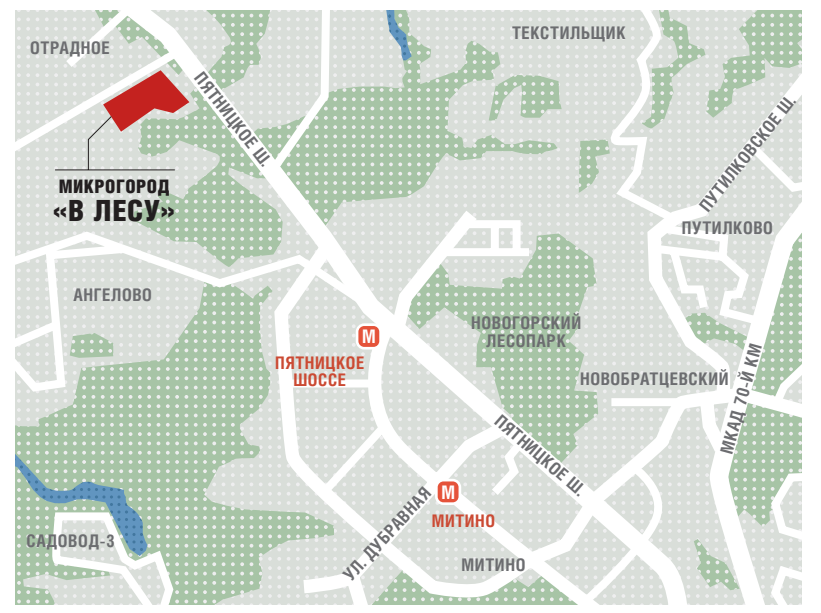 ОТРАДНОЕ
ТЕКСТИЛЬЩИК
ПЯТНИЦКОЕ Ш.
ПУТИЛКОВСКОЕ Ш.
МИКРОГОРОД
«В ЛЕСУ»
ПУТИЛКОВО
АНГЕЛОВО
НОВОГОРСКИЙ
ЛЕСОПАРК
М
ПЯТНИЦКОЕ
ШОССЕ
НОВОБРАТЦЕВСКИЙ
МКАД 70-Й КМ
ПЯТНИЦКОЕ Ш.
М
МИТИНО
УЛ. ДУБРАВНАЯ
САДОВОД-3
МИТИНО